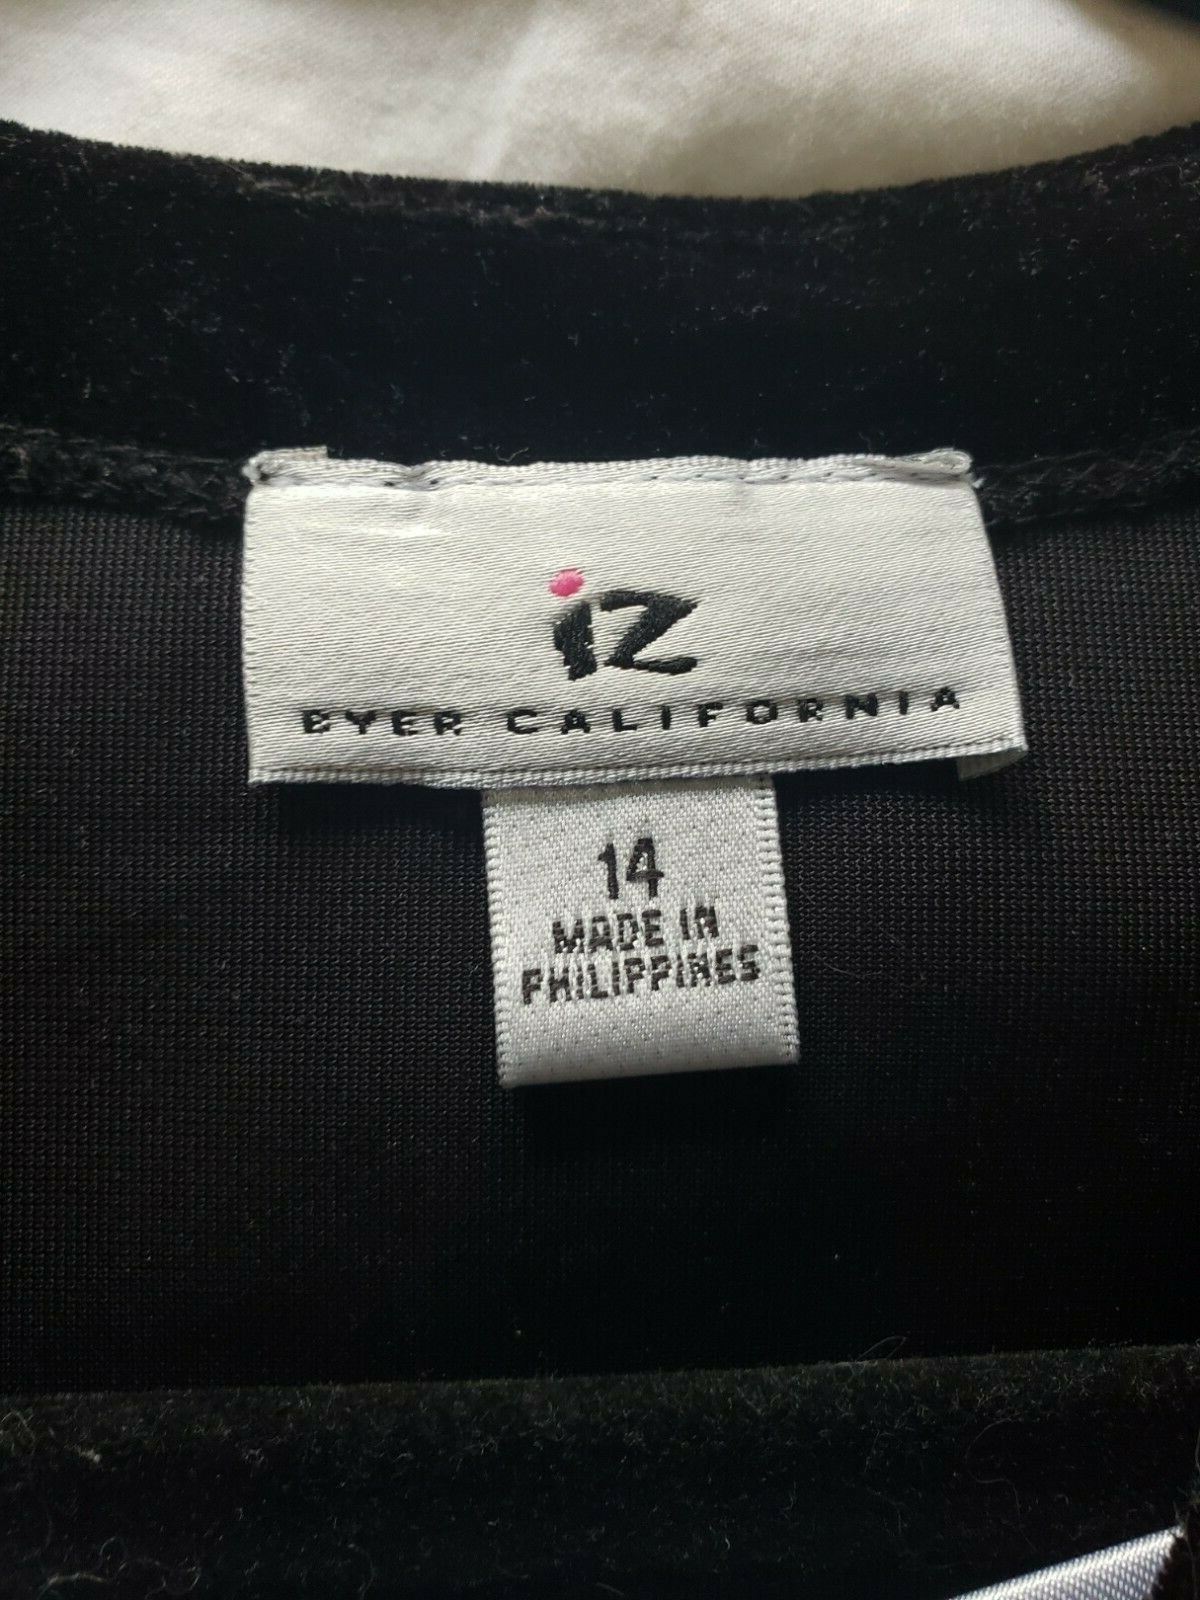 iz
BYER CALIFORNIA
14
MADE IN
PHILIPPINES